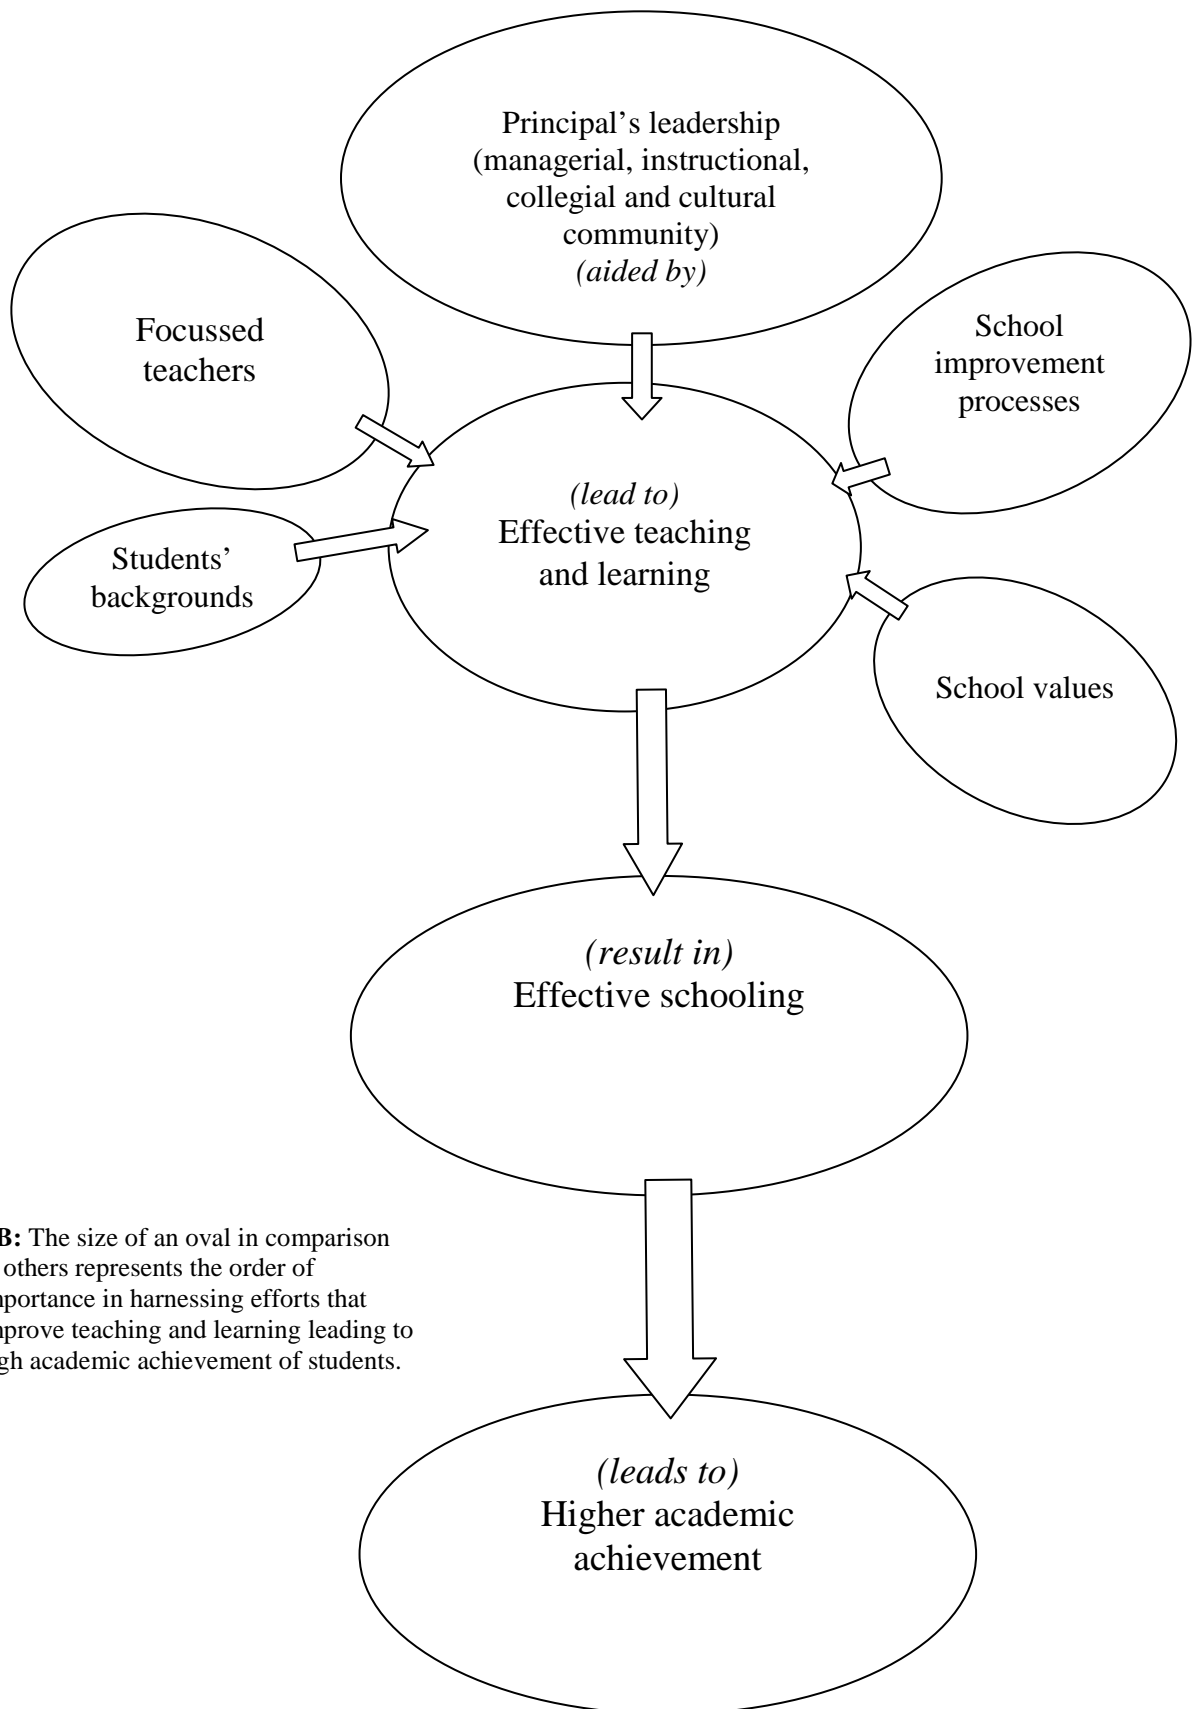 Principal’s leadership
(managerial, instructional,
collegial and cultural
community)
(aided by)
Focussed
teachers
School
improvement
processes
(lead to)
Effective teaching
and learning
Students’
backgrounds
School values
(result in)
Effective schooling
B: The size of an oval in comparison
others represents the order of
portance in harnessing efforts that
prove teaching and learning leading to
gh academic achievement of students.
(leads to)
Higher academic
achievement